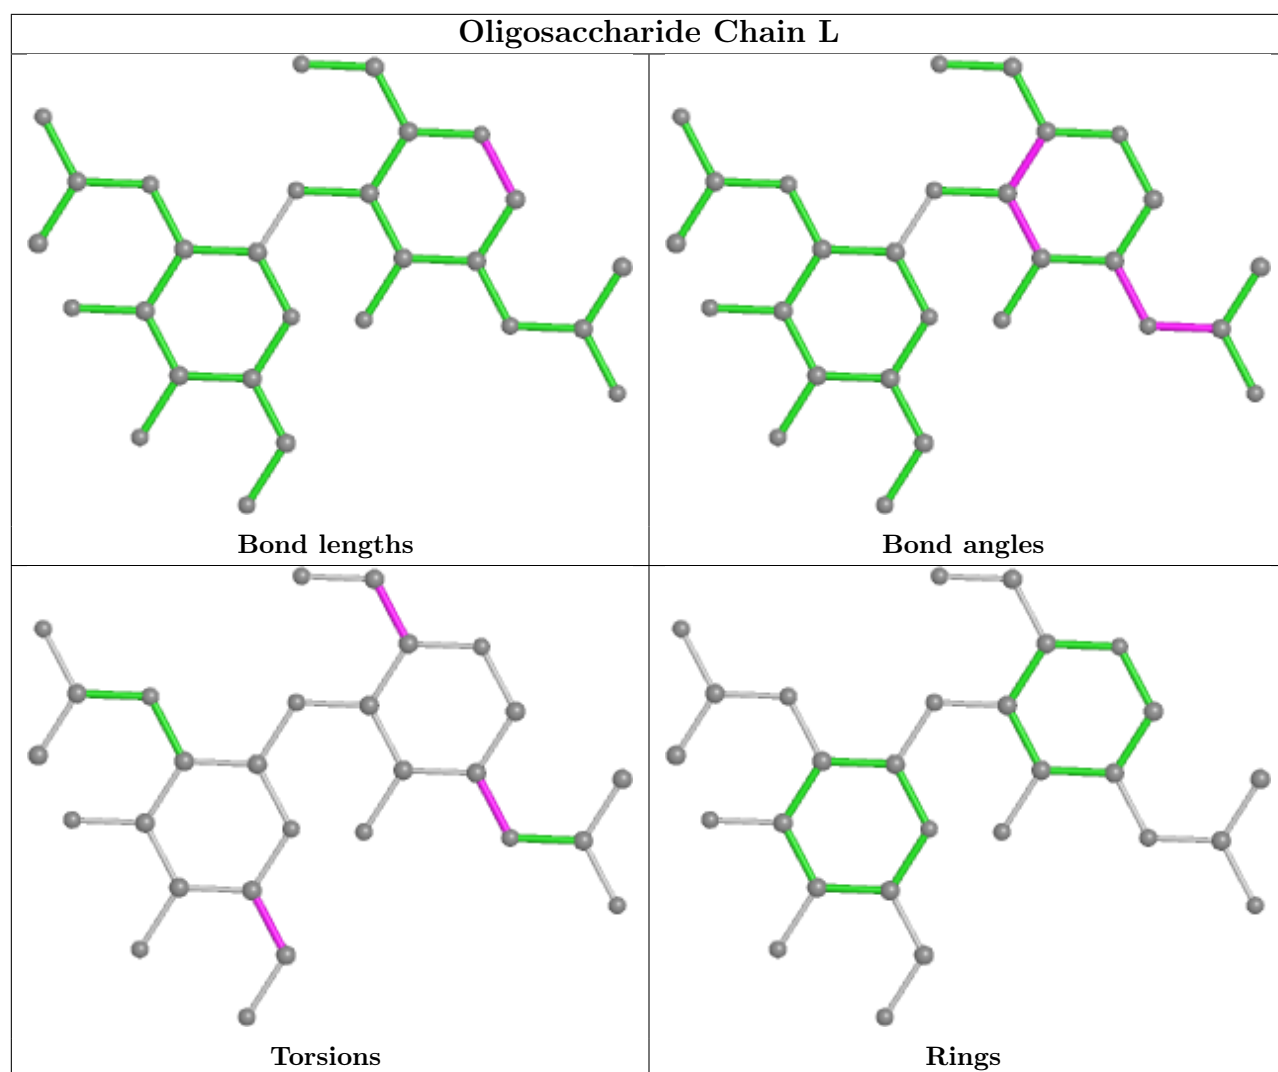 Oligosaccharide Chain L
Bond lengths
Bond angles
Torsions
Rings